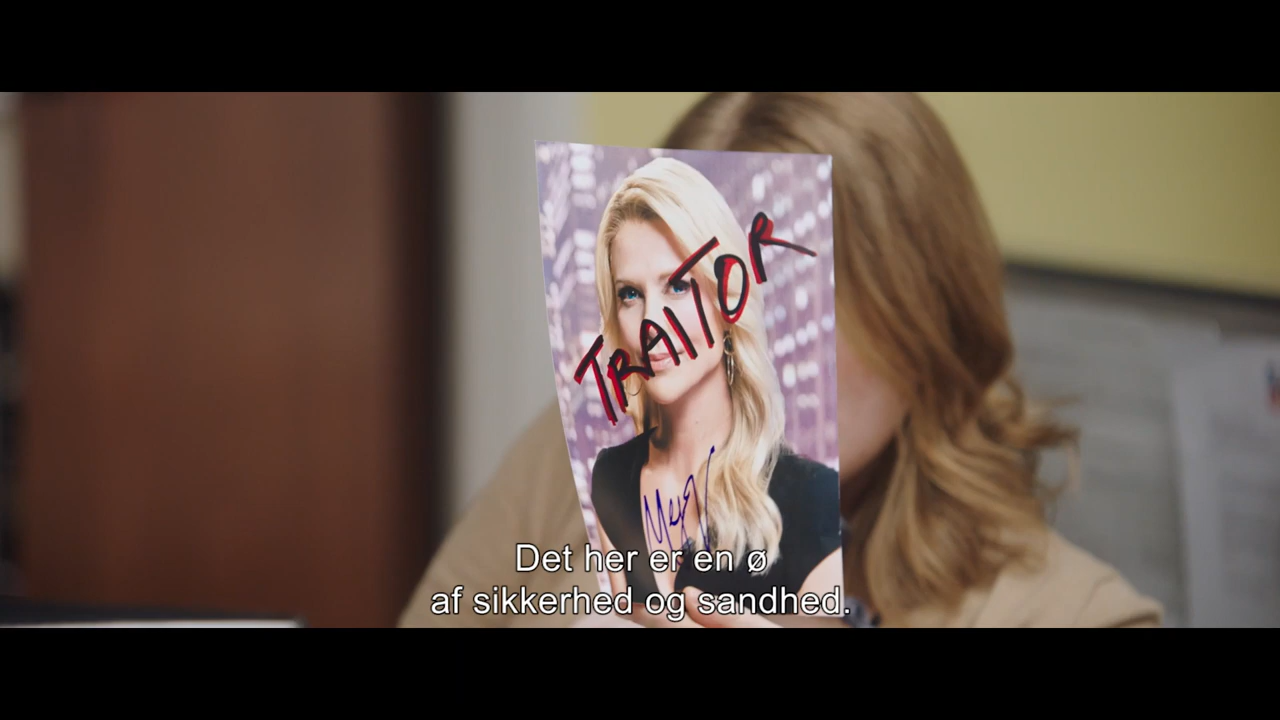 TRAITOR
Det her er en ø
af sikkerhed og sandhed.